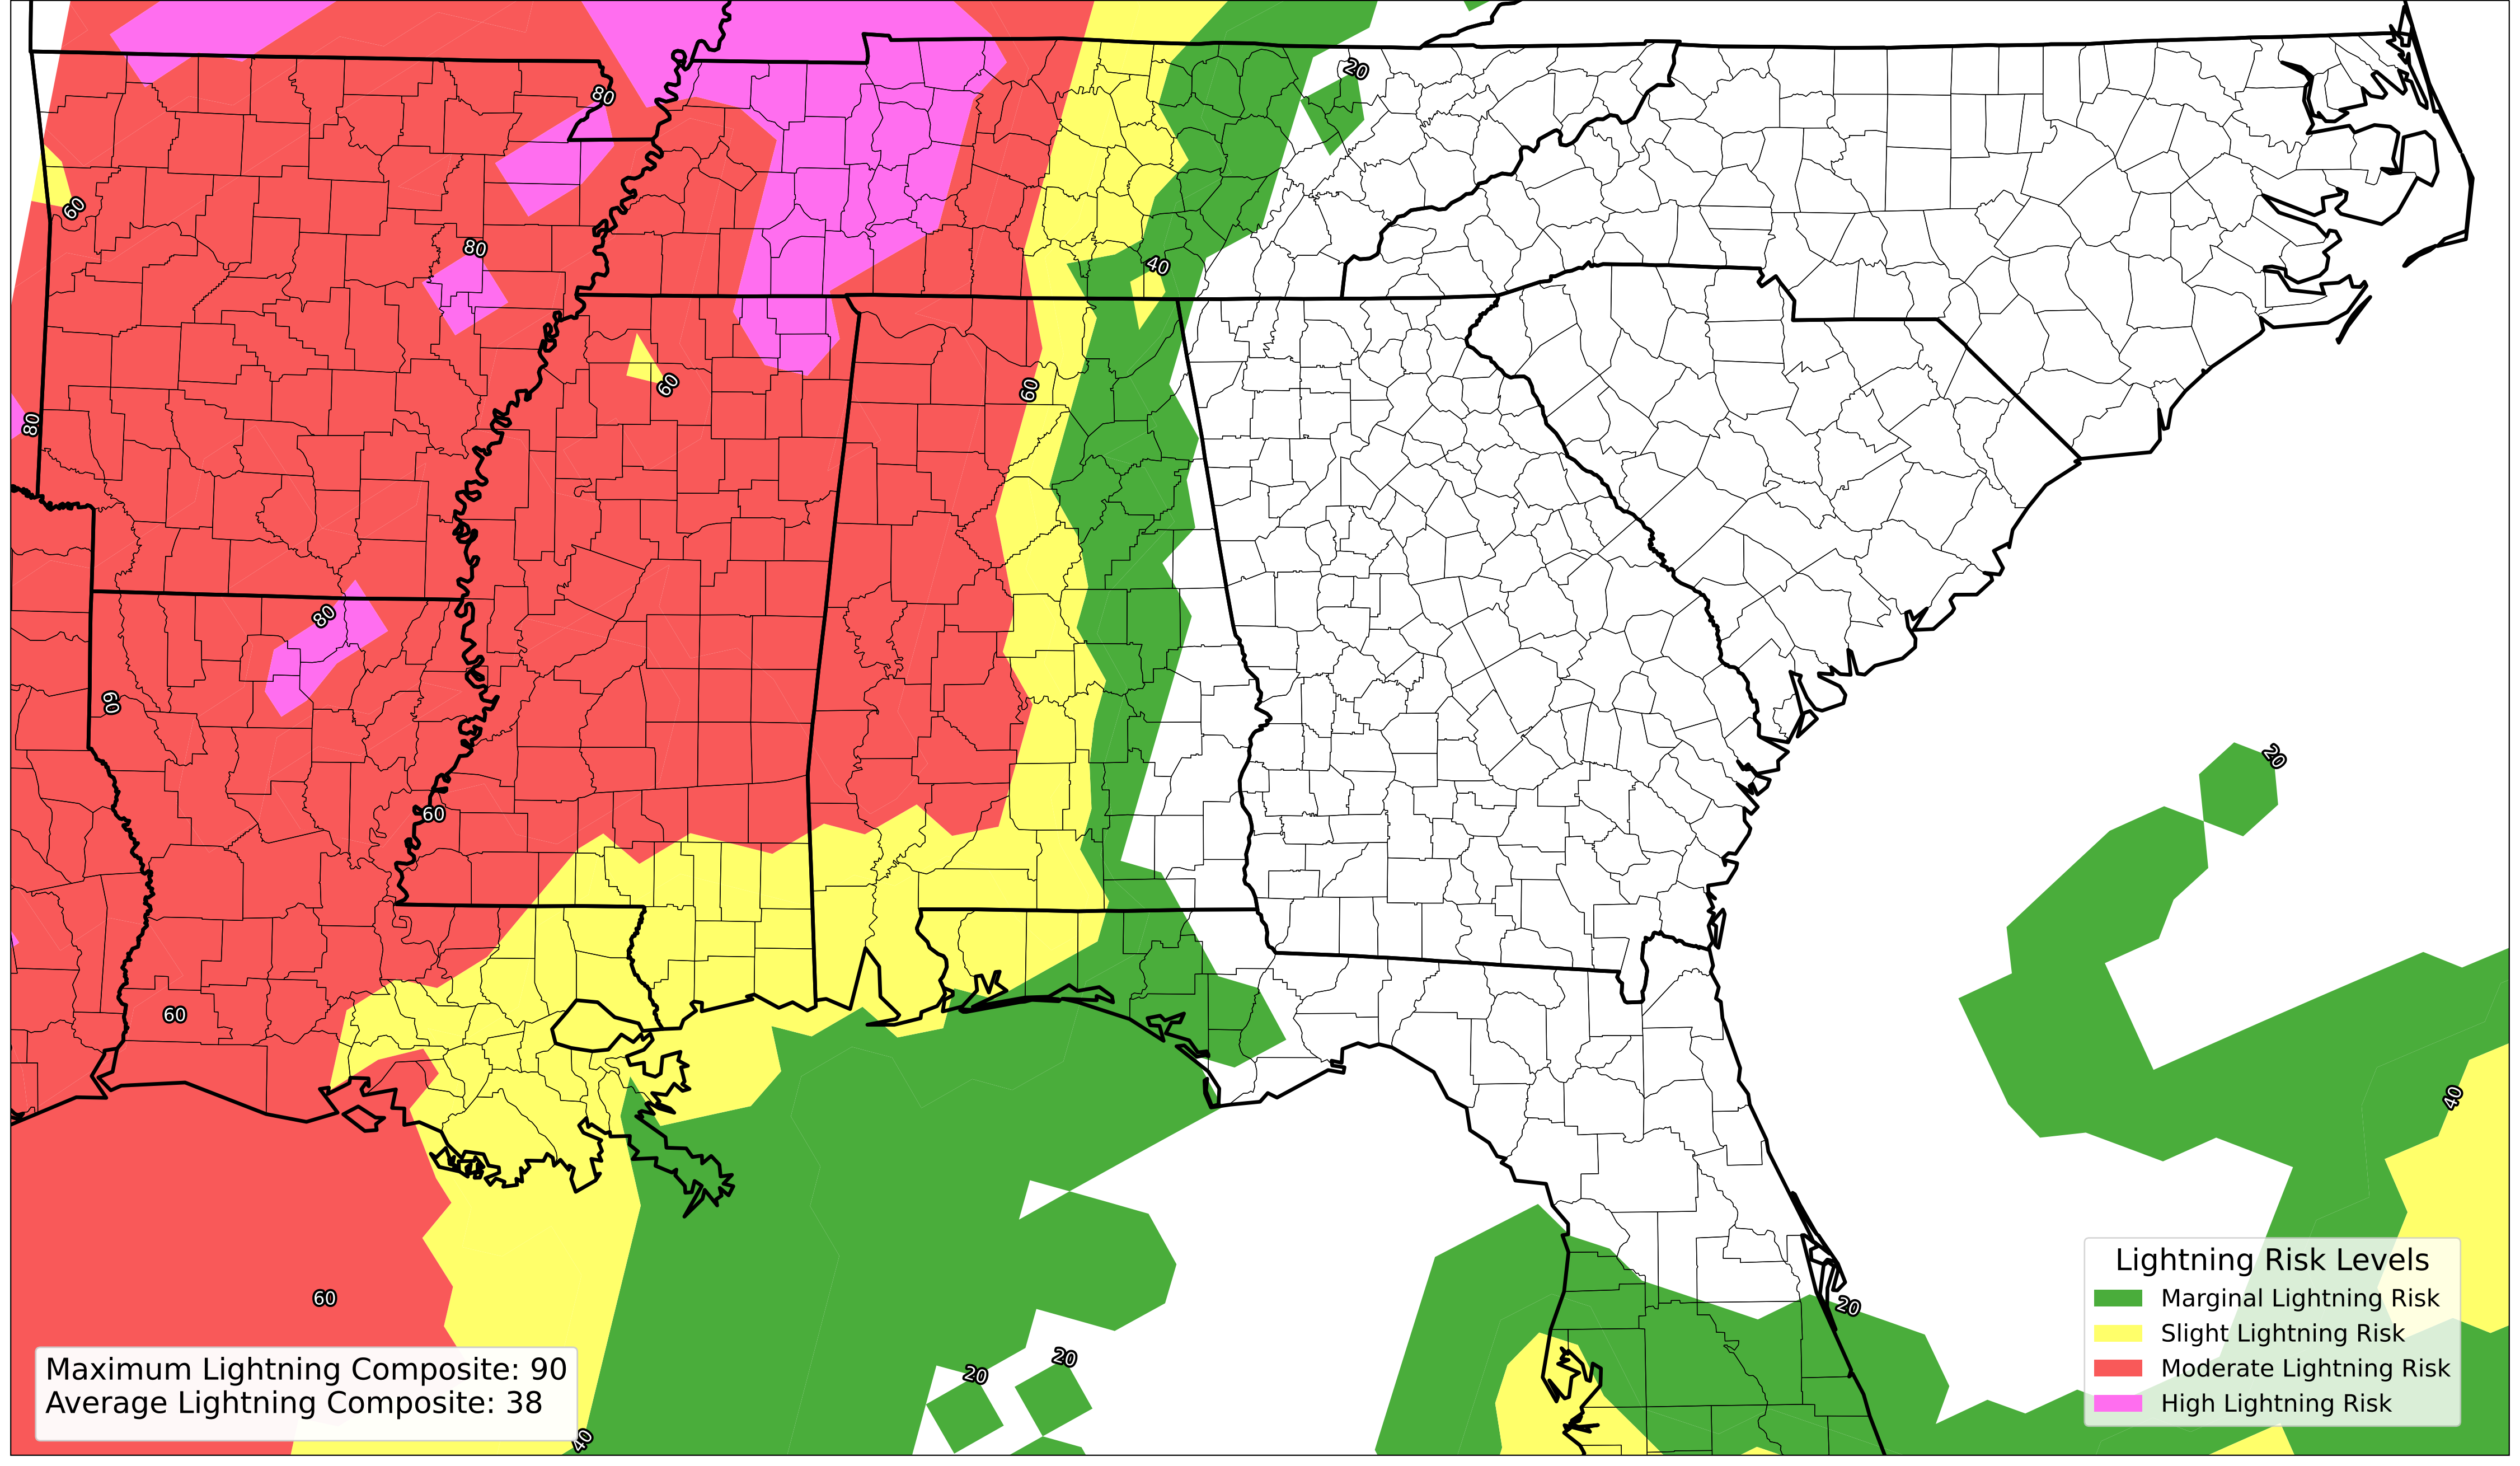 20
80
60
80
40
60
60
80
80
60
20
60
60
40
60
20
20
20
40
Lightning Risk Levels
Marginal Lightning Risk
Slight Lightning Risk
Moderate Lightning Risk
High Lightning Risk
Maximum Lightning Composite: 90
Average Lightning Composite: 38